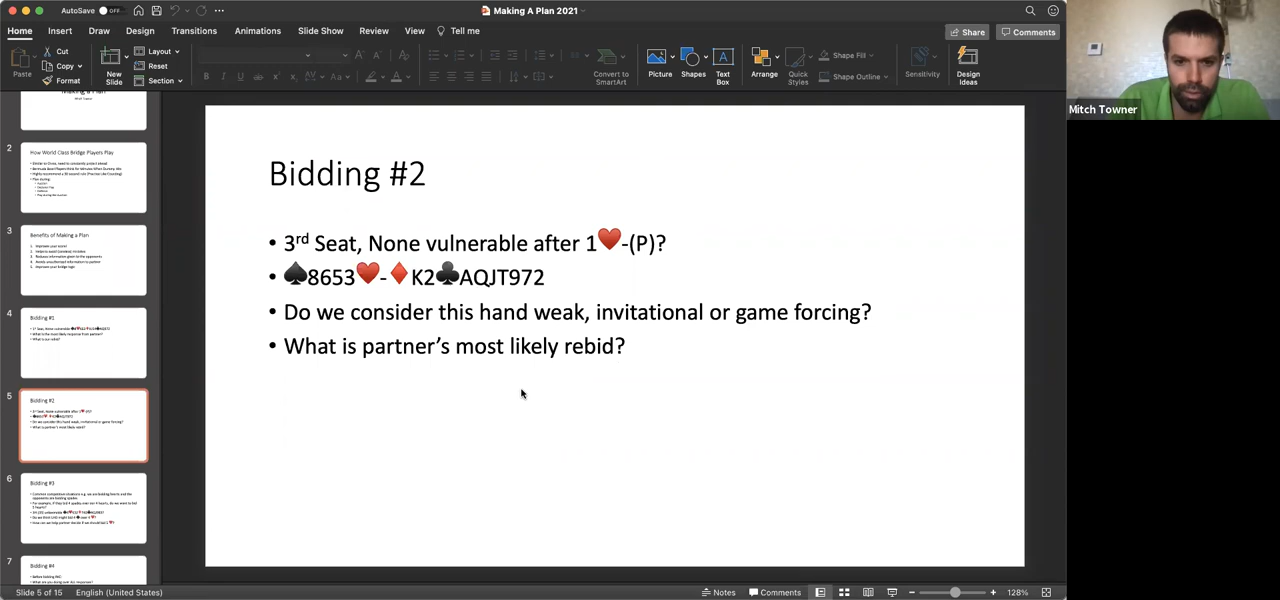 AutoSave OFF
Making A Plan 2021
Home Insert Draw Design Transitions Animations Slide Show Review View Tell me
Share Comments
Paste
Cut
Copy
Format
New Slide
Layout
Reset
Section
Convert to SmartArt
Picture
Shapes
Text Box
Arrange
Quick Styles
Shape Fill
Shape Outline
Sensitivity
Design Ideas
Mitch Towner
Making a Plan
2
How World Class Bridge Players Play
3
Benefits of Making a Plan
4
Bidding #1
5
Bidding #2
6
Bidding #3
7
Bidding #4
Bidding #2
• 3rd Seat, None vulnerable after 1♥-(P)?
• ♠8653♥-♦K2♣AQJT972
• Do we consider this hand weak, invitational or game forcing?
• What is partner's most likely rebid?
Slide 5 of 15 English (United States)
Notes Comments 128%